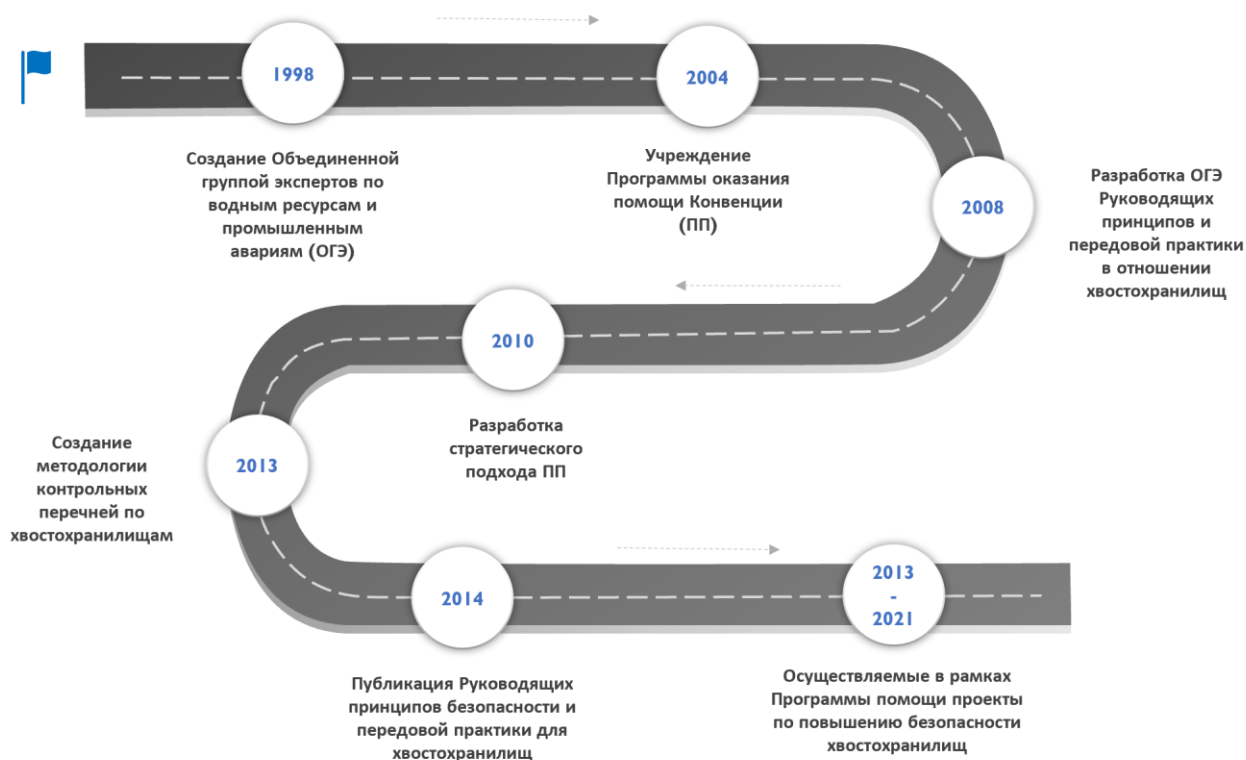 1998
Создание Объединенной
группой экспертов по
водным ресурсам и
промышленным
авариям (ОГЭ)
2004
Учреждение
Программы оказания
помощи Конвенции
(ПП)
2008
Разработка ОГЭ
Руководящих
принципов и
передовой практики
в отношении
хвостохранилищ
2010
Разработка
стратегического
подхода ПП
2013
Создание
методологии
контрольных
перечней по
хвостохранилищам
2014
Публикация Руководящих
принципов безопасности и
передовой практики для
хвостохранилищ
2013
-
2021
Осуществляемые в рамках
Программы помощи проекты
по повышению безопасности
хвостохранилищ